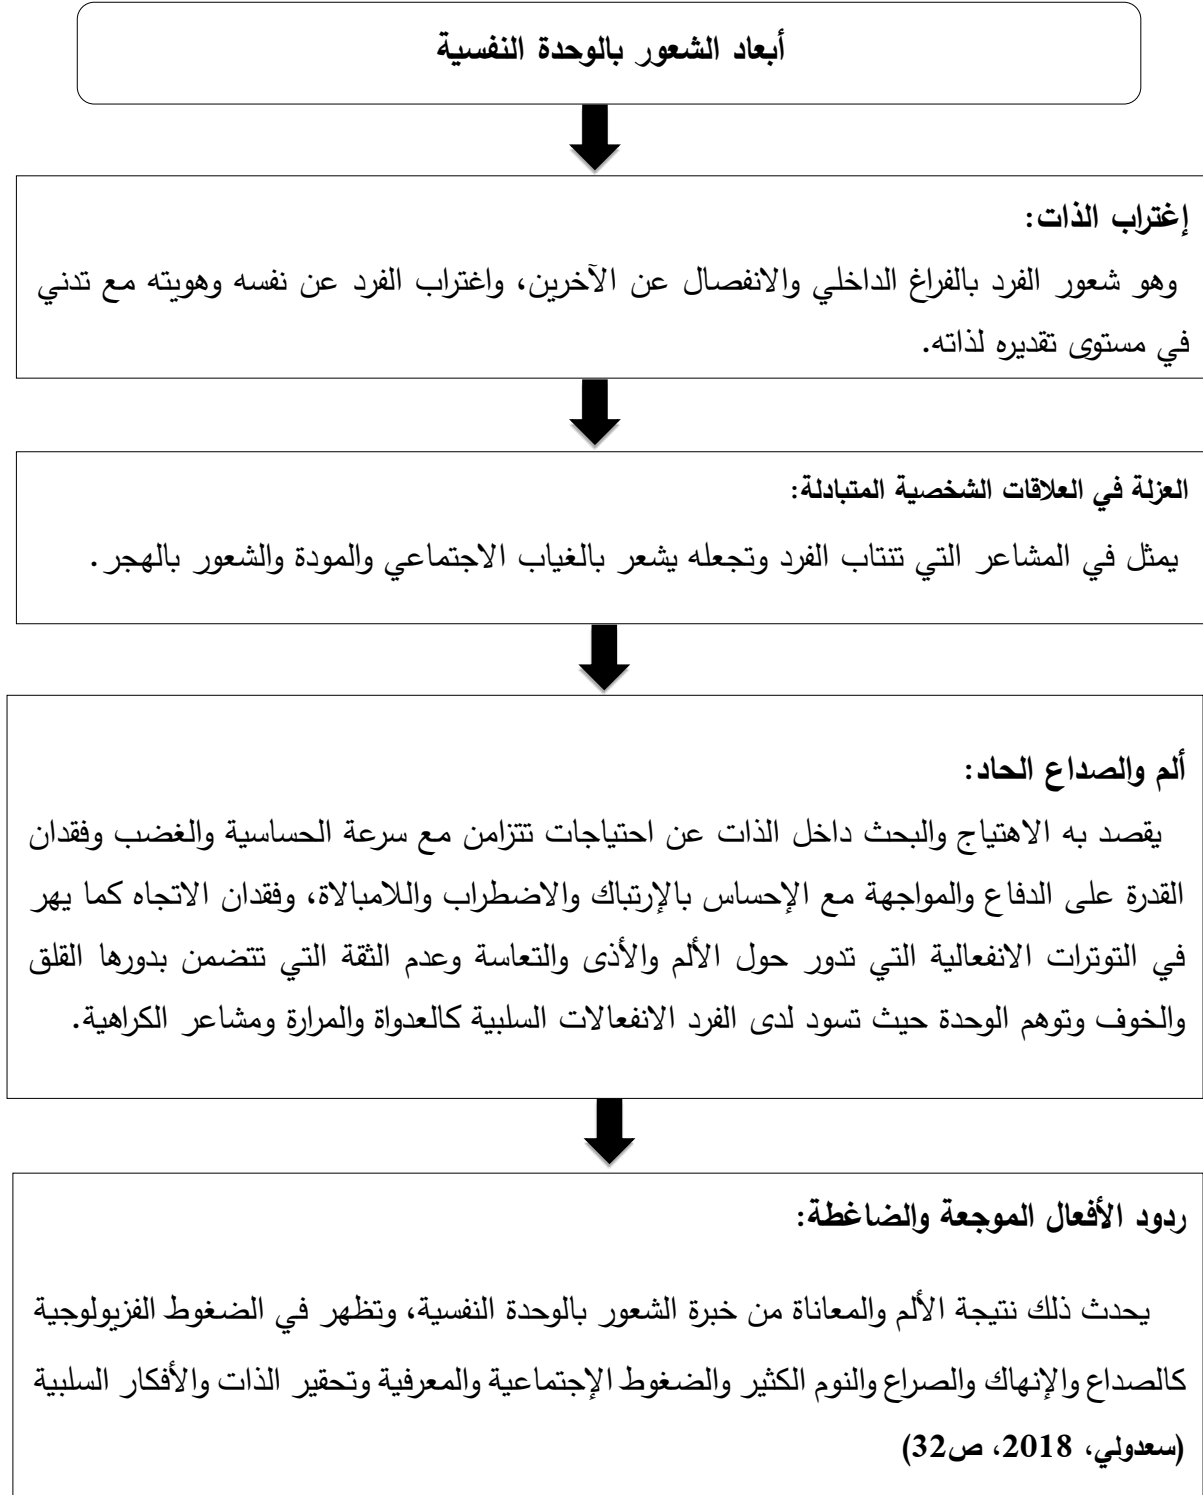 أبعاد الشعور بالوحدة النفسية
إغتراب الذات:
وهو شعور الفرد بالفراغ الداخلي والانفصال عن الآخرين، واغتراب الفرد عن نفسه وهويته مع تدني
في مستوى تقديره لذاته.
العزلة في العلاقات الشخصية المتبادلة:
يمثل في المشاعر التي تنتاب الفرد وتجعله يشعر بالغياب الاجتماعي والمودة والشعور بالهجر.
ألم والصداع الحاد:
يقصد به الاهتياج والبحث داخل الذات عن احتياجات تتزامن مع سرعة الحساسية والغضب وفقدان
القدرة على الدفاع والمواجهة مع الإحساس بالإرتباك والاضطراب واللامبالاة، وفقدان الاتجاه كما يهر
في التوترات الانفعالية التي تدور حول الألم والأذى والتعاسة وعدم الثقة التي تتضمن بدورها القلق
والخوف وتوهم الوحدة حيث تسود لدى الفرد الانفعالات السلبية كالعدواة والمرارة ومشاعر الكراهية.
ردود الأفعال الموجعة والضاغطة:
يحدث ذلك نتيجة الألم والمعاناة من خبرة الشعور بالوحدة النفسية، وتظهر في الضغوط الفزيولوجية
كالصداع والإنهاك والصراع والنوم الكثير والضغوط الإجتماعية والمعرفية وتحقير الذات والأفكار السلبية
(سعدولي، 2018، ص32)